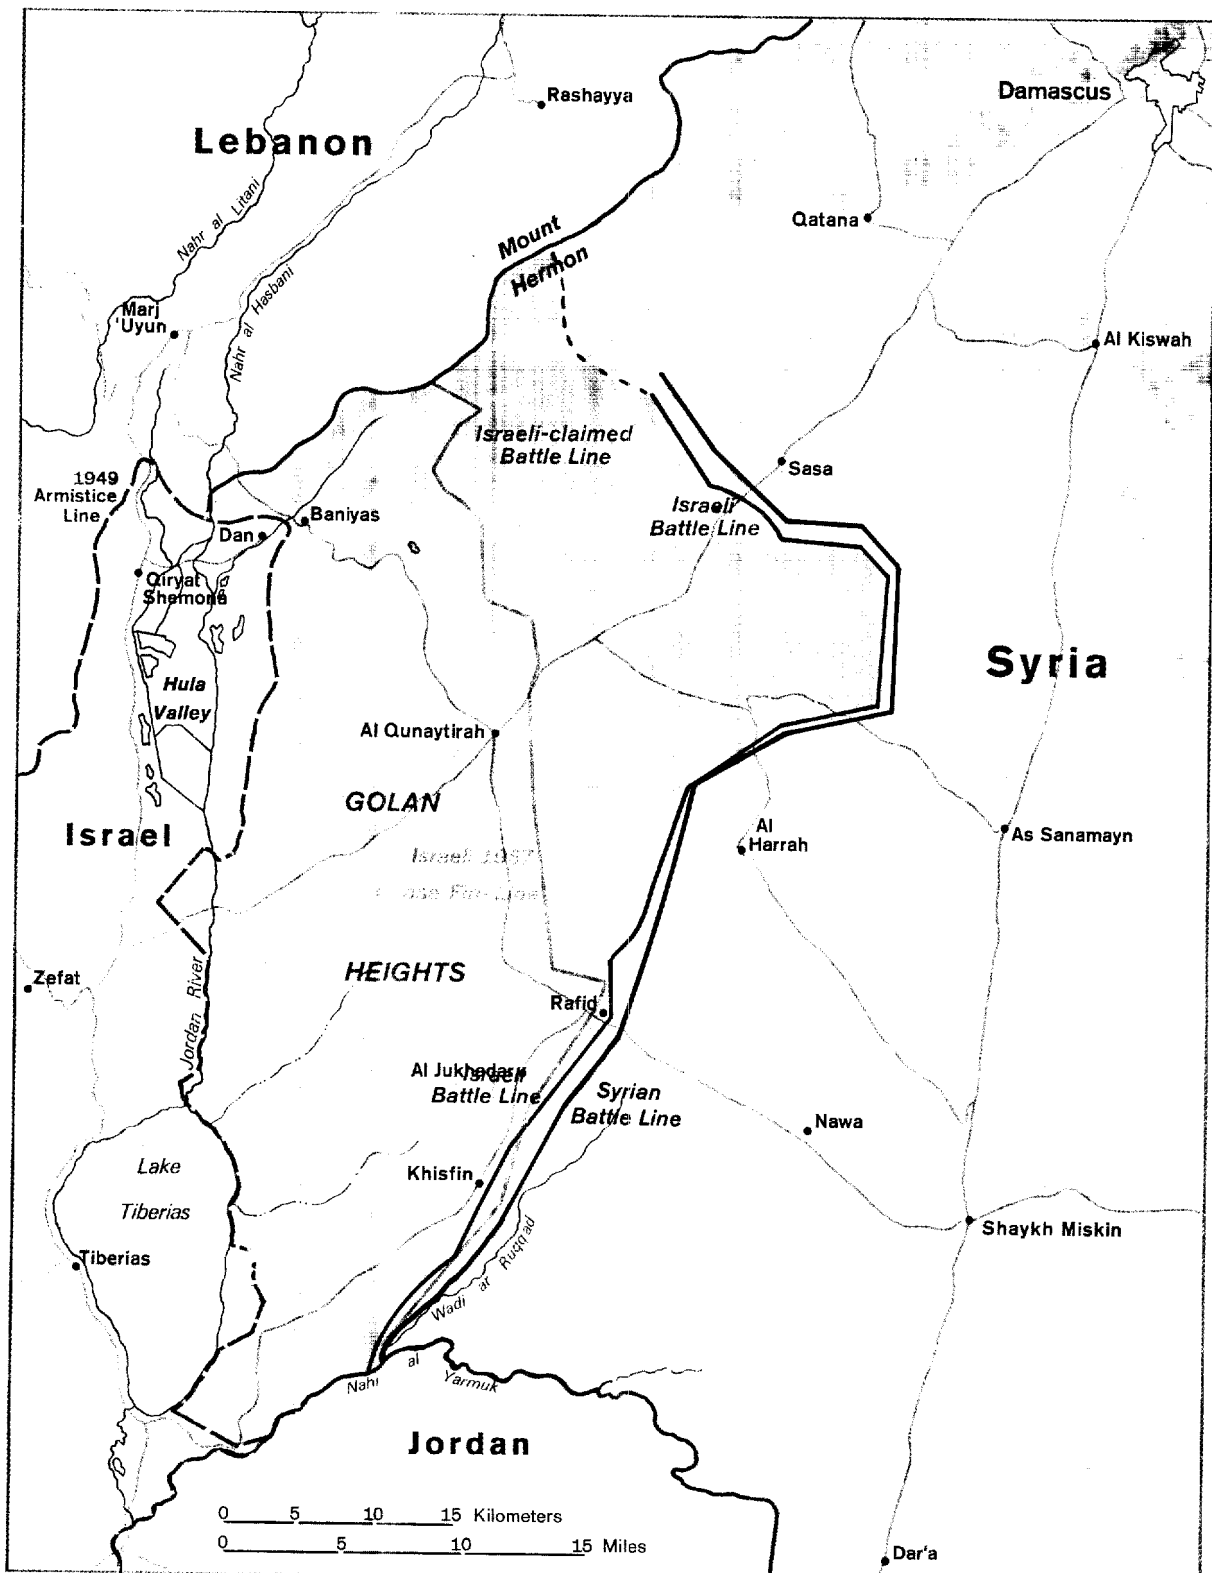 Rashayya
Damascus
Lebanon
Nahr al Litani
Qatana
Mount
Hermon
Nahr al Hasbani
Marj
'Uyun
Al Kiswah
Israeli-claimed
Battle Line
Sasa
1949
Armistice
Line
Israeli
Battle Line
Baniyas
Dan
Qiryat
Shemona
Syria
Hula
Valley
Al Qunaytirah
GOLAN
Israel
Al
Harrah
As Sanamayn
Israeli
HEIGHTS
Zefat
Rafid
Jordan River
Al Jukhadary
Israeli
Battle Line
Syrian
Battle Line
Nawa
Lake
Tiberias
Khisfin
Shaykh Miskin
Tiberias
Wadi ar Ruqqad
Nahr al Yarmuk
Jordan
0 5 10 15 Kilometers
0 5 10 15 Miles
Dar'a